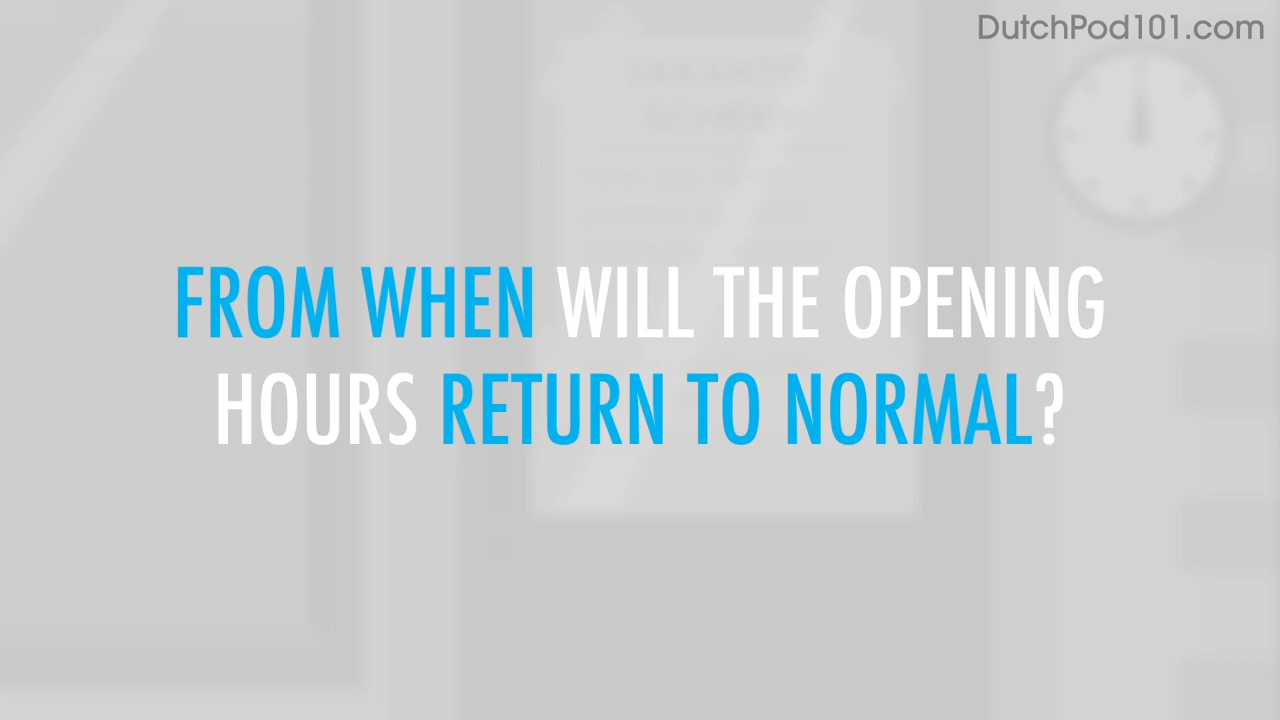 DutchPod101.com
FROM WHEN WILL THE OPENING
HOURS RETURN TO NORMAL?